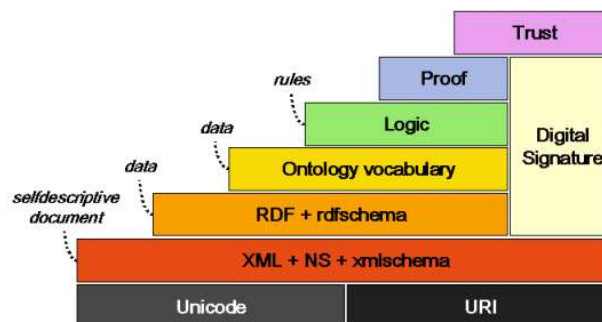 Trust
Proof
rules
Logic
Digital
Signature
data
Ontology vocabulary
data
RDF + rdfschema
selfdescriptive
document
XML + NS + xmlschema
Unicode
URI